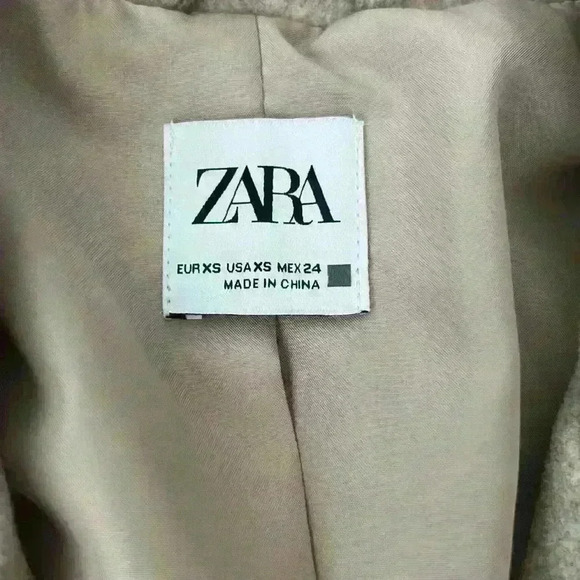 ZARA
EUR XS USA XS MEX 24
MADE IN CHINA